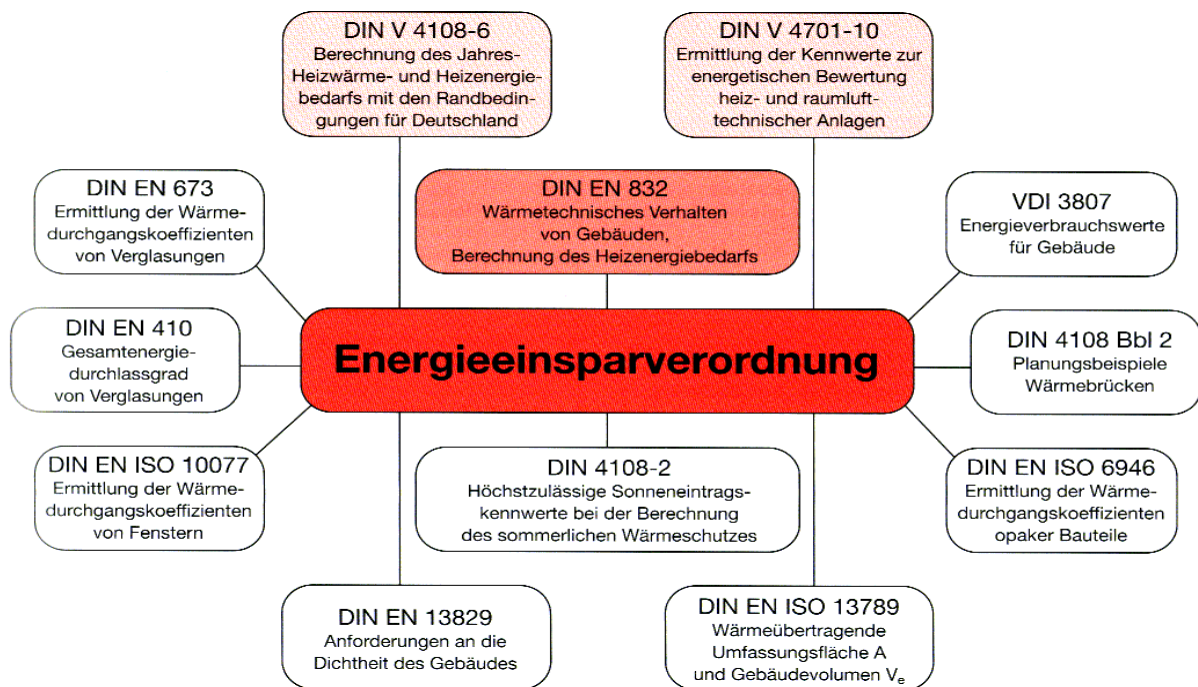 DIN V 4108-6
Berechnung des Jahres-
Heizwärme- und Heizenergie-
bedarfs mit den Randbedin-
gungen für Deutschland
DIN V 4701-10
Ermittlung der Kennwerte zur
energetischen Bewertung
heiz- und raumluft-
technischer Anlagen
DIN EN 673
Ermittlung der Wärme-
durchgangskoeffizienten
von Verglasungen
DIN EN 832
Wärmetechnisches Verhalten
von Gebäuden,
Berechnung des Heizenergiebedarfs
VDI 3807
Energieverbrauchswerte
für Gebäude
DIN EN 410
Gesamtenergie-
durchlassgrad
von Verglasungen
Energieeinsparverordnung
DIN 4108 Bbl 2
Planungsbeispiele
Wärmebrücken
DIN EN ISO 10077
Ermittlung der Wärme-
durchgangskoeffizienten
von Fenstern
DIN 4108-2
Höchstzulässige Sonneneintrags-
kennwerte bei der Berechnung
des sommerlichen Wärmeschutzes
DIN EN ISO 6946
Ermittlung der Wärme-
durchgangskoeffizienten
opaker Bauteile
DIN EN 13829
Anforderungen an die
Dichtheit des Gebäudes
DIN EN ISO 13789
Wärmeübertragende
Umfassungsfläche A
und Gebäudevolumen Vₑ